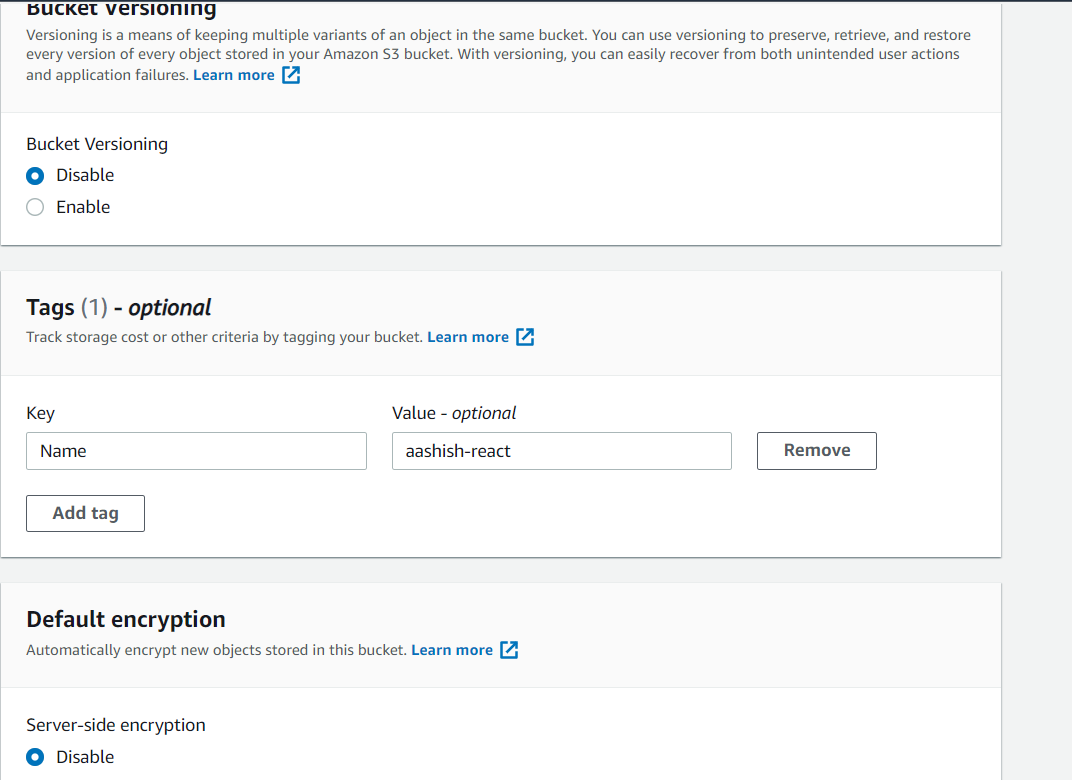 Bucket Versioning
Versioning is a means of keeping multiple variants of an object in the same bucket. You can use versioning to preserve, retrieve, and restore
every version of every object stored in your Amazon S3 bucket. With versioning, you can easily recover from both unintended user actions
and application failures. Learn more
Bucket Versioning
Disable
Enable
Tags (1) - optional
Track storage cost or other criteria by tagging your bucket. Learn more
Key
Value - optional
Name
aashish-react
Remove
Add tag
Default encryption
Automatically encrypt new objects stored in this bucket. Learn more
Server-side encryption
Disable